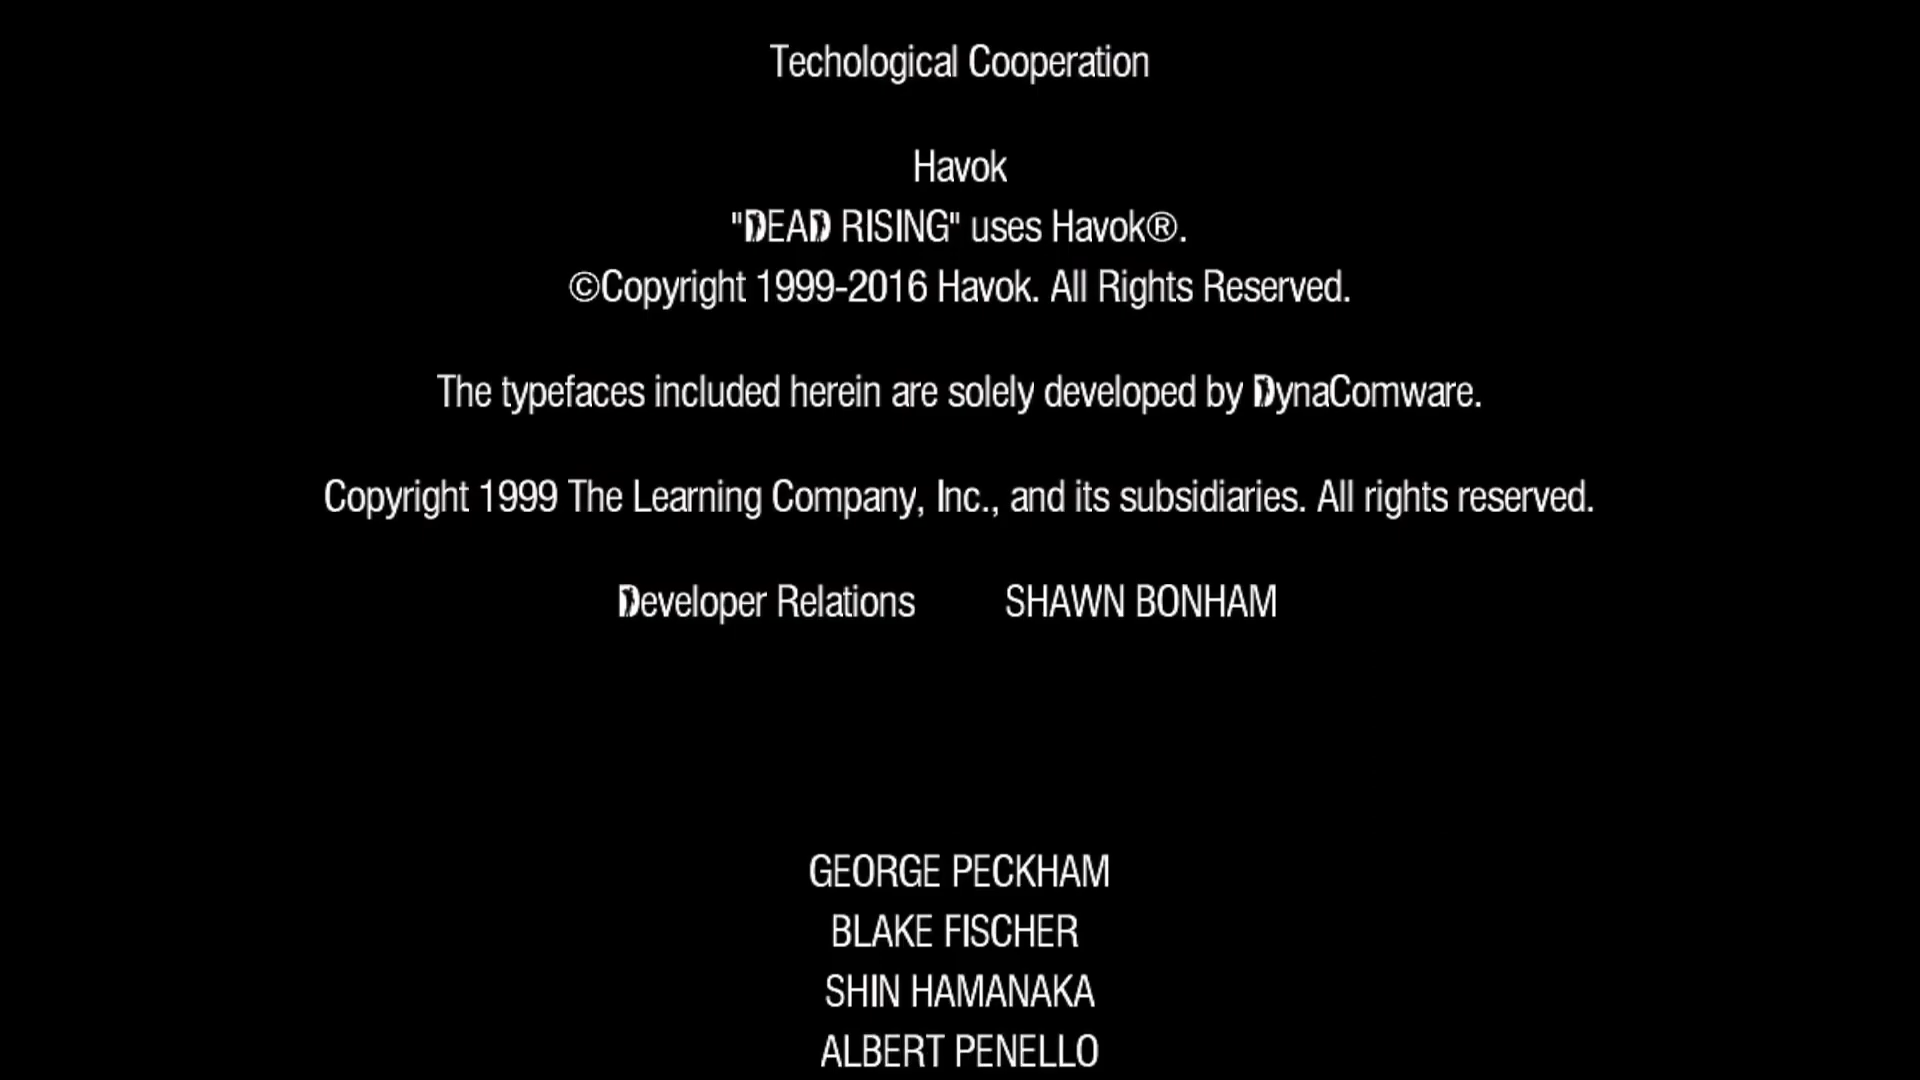 Techological Cooperation
Havok
"DEAD RISING" uses Havok®.
©Copyright 1999-2016 Havok. All Rights Reserved.
The typefaces included herein are solely developed by DynaComware.
Copyright 1999 The Learning Company, Inc., and its subsidiaries. All rights reserved.
Developer Relations SHAWN BONHAM
GEORGE PECKHAM
BLAKE FISCHER
SHIN HAMANAKA
ALBERT PENELLO